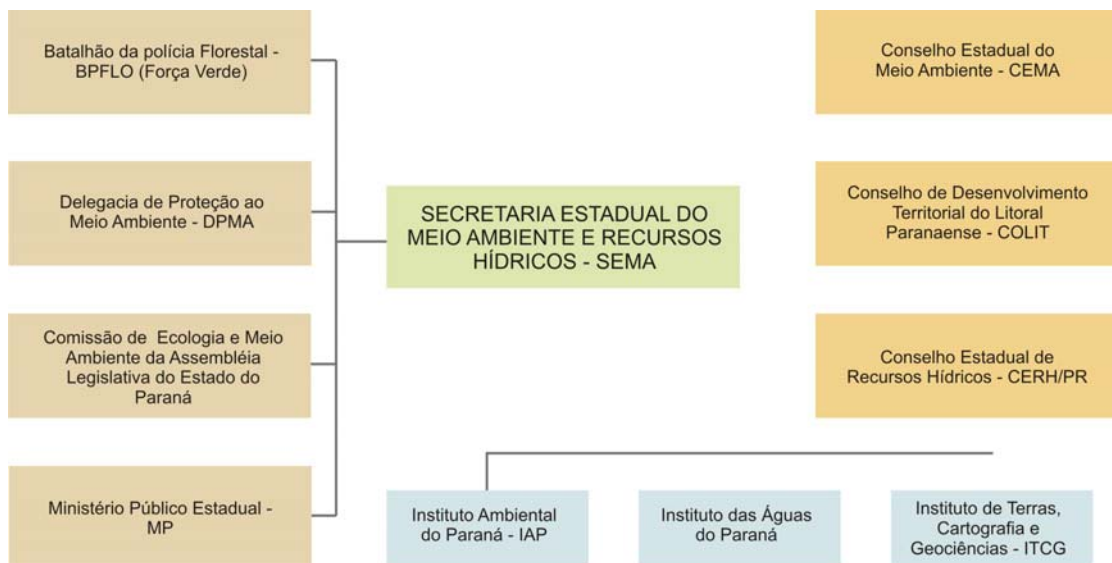 Batalhão da polícia Florestal -
BPFLO (Força Verde)
Delegacia de Proteção ao
Meio Ambiente - DPMA
Comissão de Ecologia e Meio
Ambiente da Assembléia
Legislativa do Estado do
Paraná
Ministério Público Estadual -
MP
SECRETARIA ESTADUAL DO
MEIO AMBIENTE E RECURSOS
HÍDRICOS - SEMA
Conselho Estadual do
Meio Ambiente - CEMA
Conselho de Desenvolvimento
Territorial do Litoral
Paranaense - COLIT
Conselho Estadual de
Recursos Hídricos - CERH/PR
Instituto Ambiental
do Paraná - IAP
Instituto das Águas
do Paraná
Instituto de Terras,
Cartografia e
Geociências - ITCG